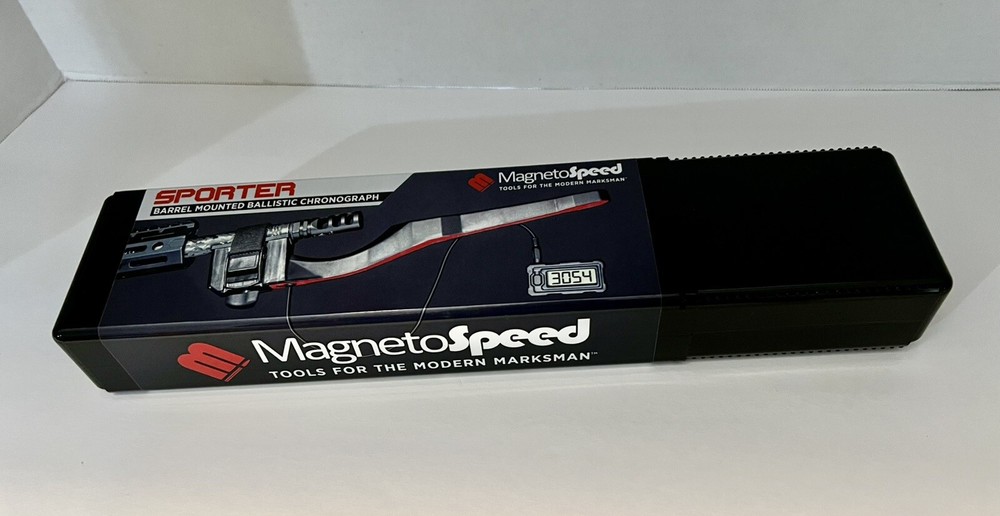 SPORTER
BARREL MOUNTED BALLISTIC CHRONOGRAPH
MagnetoSpeed
TOOLS FOR THE MODERN MARKSMAN™
3054
MagnetoSpeed
TOOLS FOR THE MODERN MARKSMAN™